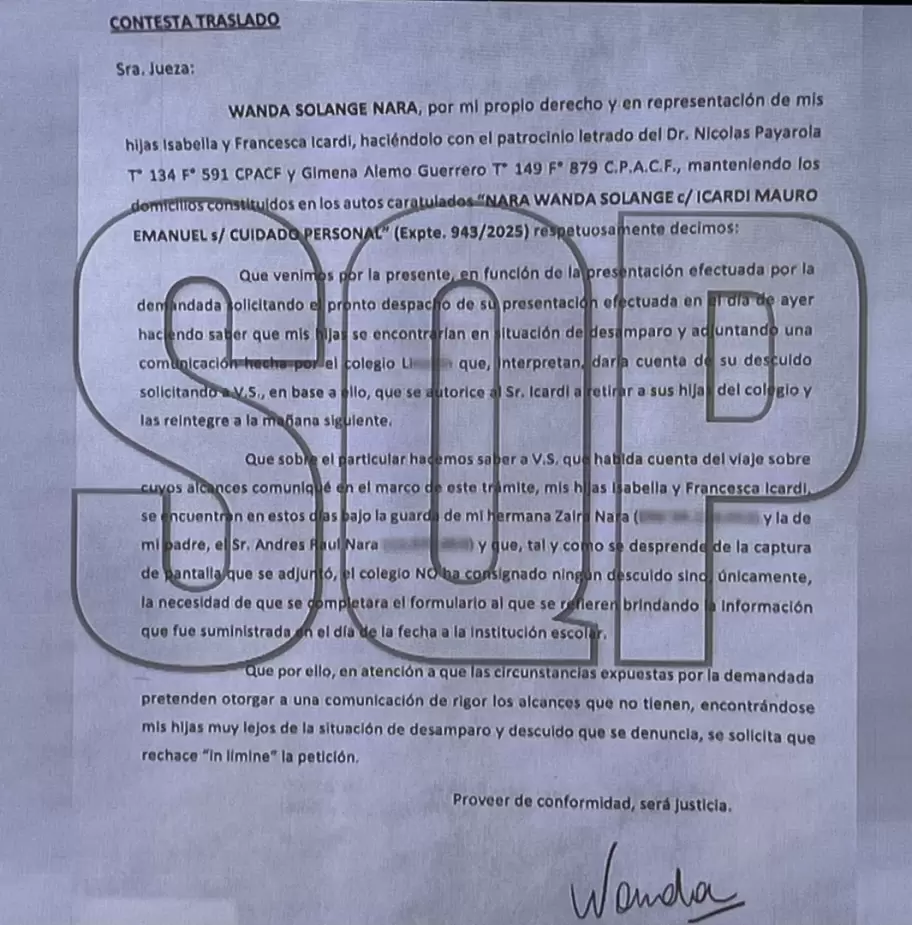 CONTESTA TRASLADO
Sra. Jueza:
WANDA SOLANGE NARA, por mi propio derecho y en representación de mis
hijas Isabella y Francesca Icardi, haciéndolo con el patrocinio letrado del Dr. Nicolas Payarola
T° 134 F° 591 CPACF y Gimena Alemo Guerrero T° 149 F° 879 C.P.A.C.F., manteniendo los
domicilios constituidos en los autos caratulados "NARA WANDA SOLANGE c/ ICARDI MAURO
EMANUEL s/ CUIDADO PERSONAL" (Expte. 943/2025) respetuosamente decimos:
Que venimos por la presente, en función de la presentación efectuada por la
demandada solicitando el pronto despacho de su presentación efectuada en el día de ayer
haciendo saber que mis hijas se encontrarían en situación de desamparo y adjuntando una
comunicación hecha por el colegio que, interpretan, daría cuenta de su descuido
solicitando a V.S., en base a ello, que se autorice al Sr. Icardi a retirar a sus hijas del colegio y
las reintegre a la mañana siguiente.
Que sobre el particular hacemos saber a V.S. que habida cuenta del viaje sobre
cuyos alcances comuniqué en el marco de este trámite, mis hijas Isabella y Francesca Icardi,
se encuentran en estos días bajo la guarda de mi hermana Zaira Nara ( y la de
mi padre, el Sr. Andres Raul Nara ) y que, tal y como se desprende de la captura
de pantalla que se adjuntó, el colegio NO ha consignado ningún descuido sino, únicamente,
la necesidad de que se completara el formulario al que se refieren brindando la información
que fue suministrada en el día de la fecha a la institución escolar.
Que por ello, en atención a que las circunstancias expuestas por la demandada
pretenden otorgar a una comunicación de rigor los alcances que no tienen, encontrándose
mis hijas muy lejos de la situación de desamparo y descuido que se denuncia, se solicita que
rechace "in limine" la petición.
Proveer de conformidad, será justicia.
Wanda
SQP